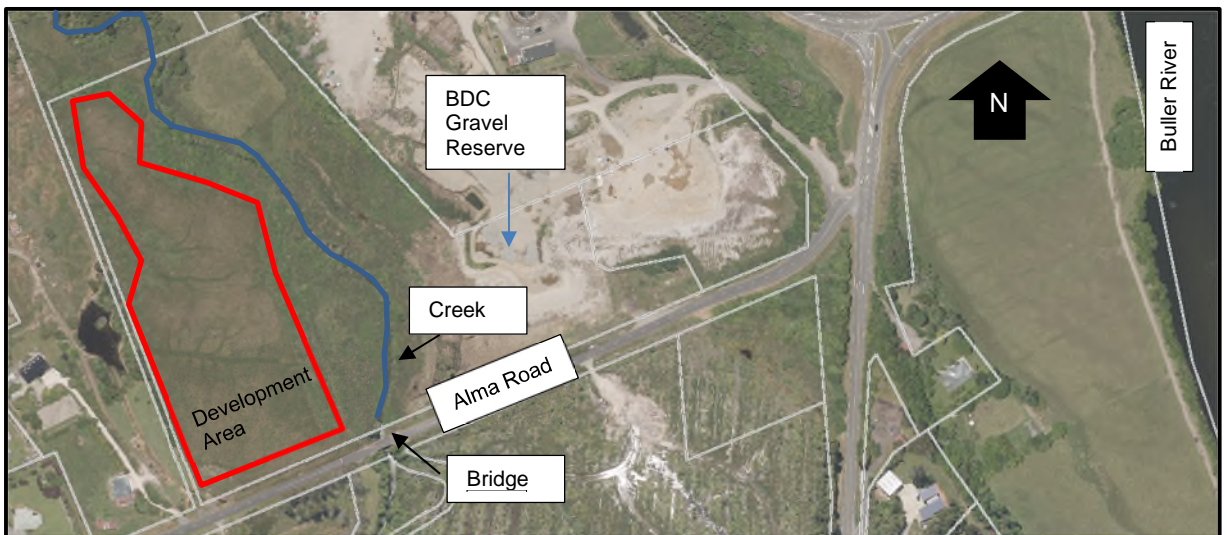 BDC
Gravel
Reserve
N
Buller River
Creek
Alma Road
Development
Area
Bridge